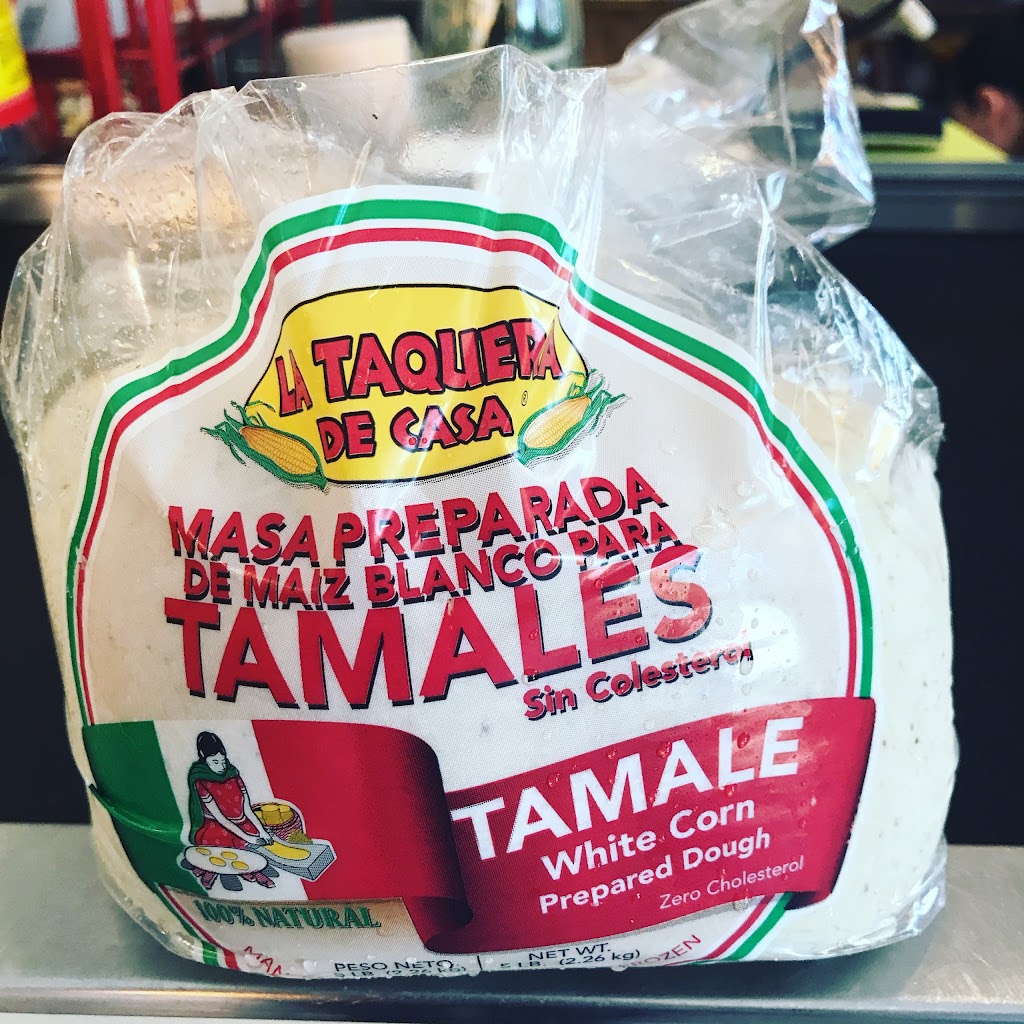 LA TAQUERA
DE CASA
MASA PREPARADA
DE MAIZ BLANCO PARA
TAMALES
Sin Colesterol
TAMALE
White Corn
Prepared Dough
Zero Cholesterol
100% NATURAL
PESO NETO.
NET WT.
5 LB. (2.26 kg)